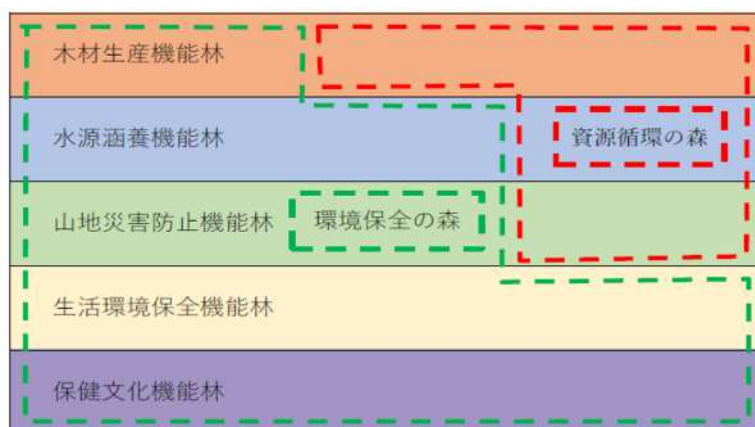 木材生産機能林
水源涵養機能林
資源循環の森
山地災害防止機能林
環境保全の森
生活環境保全機能林
保健文化機能林